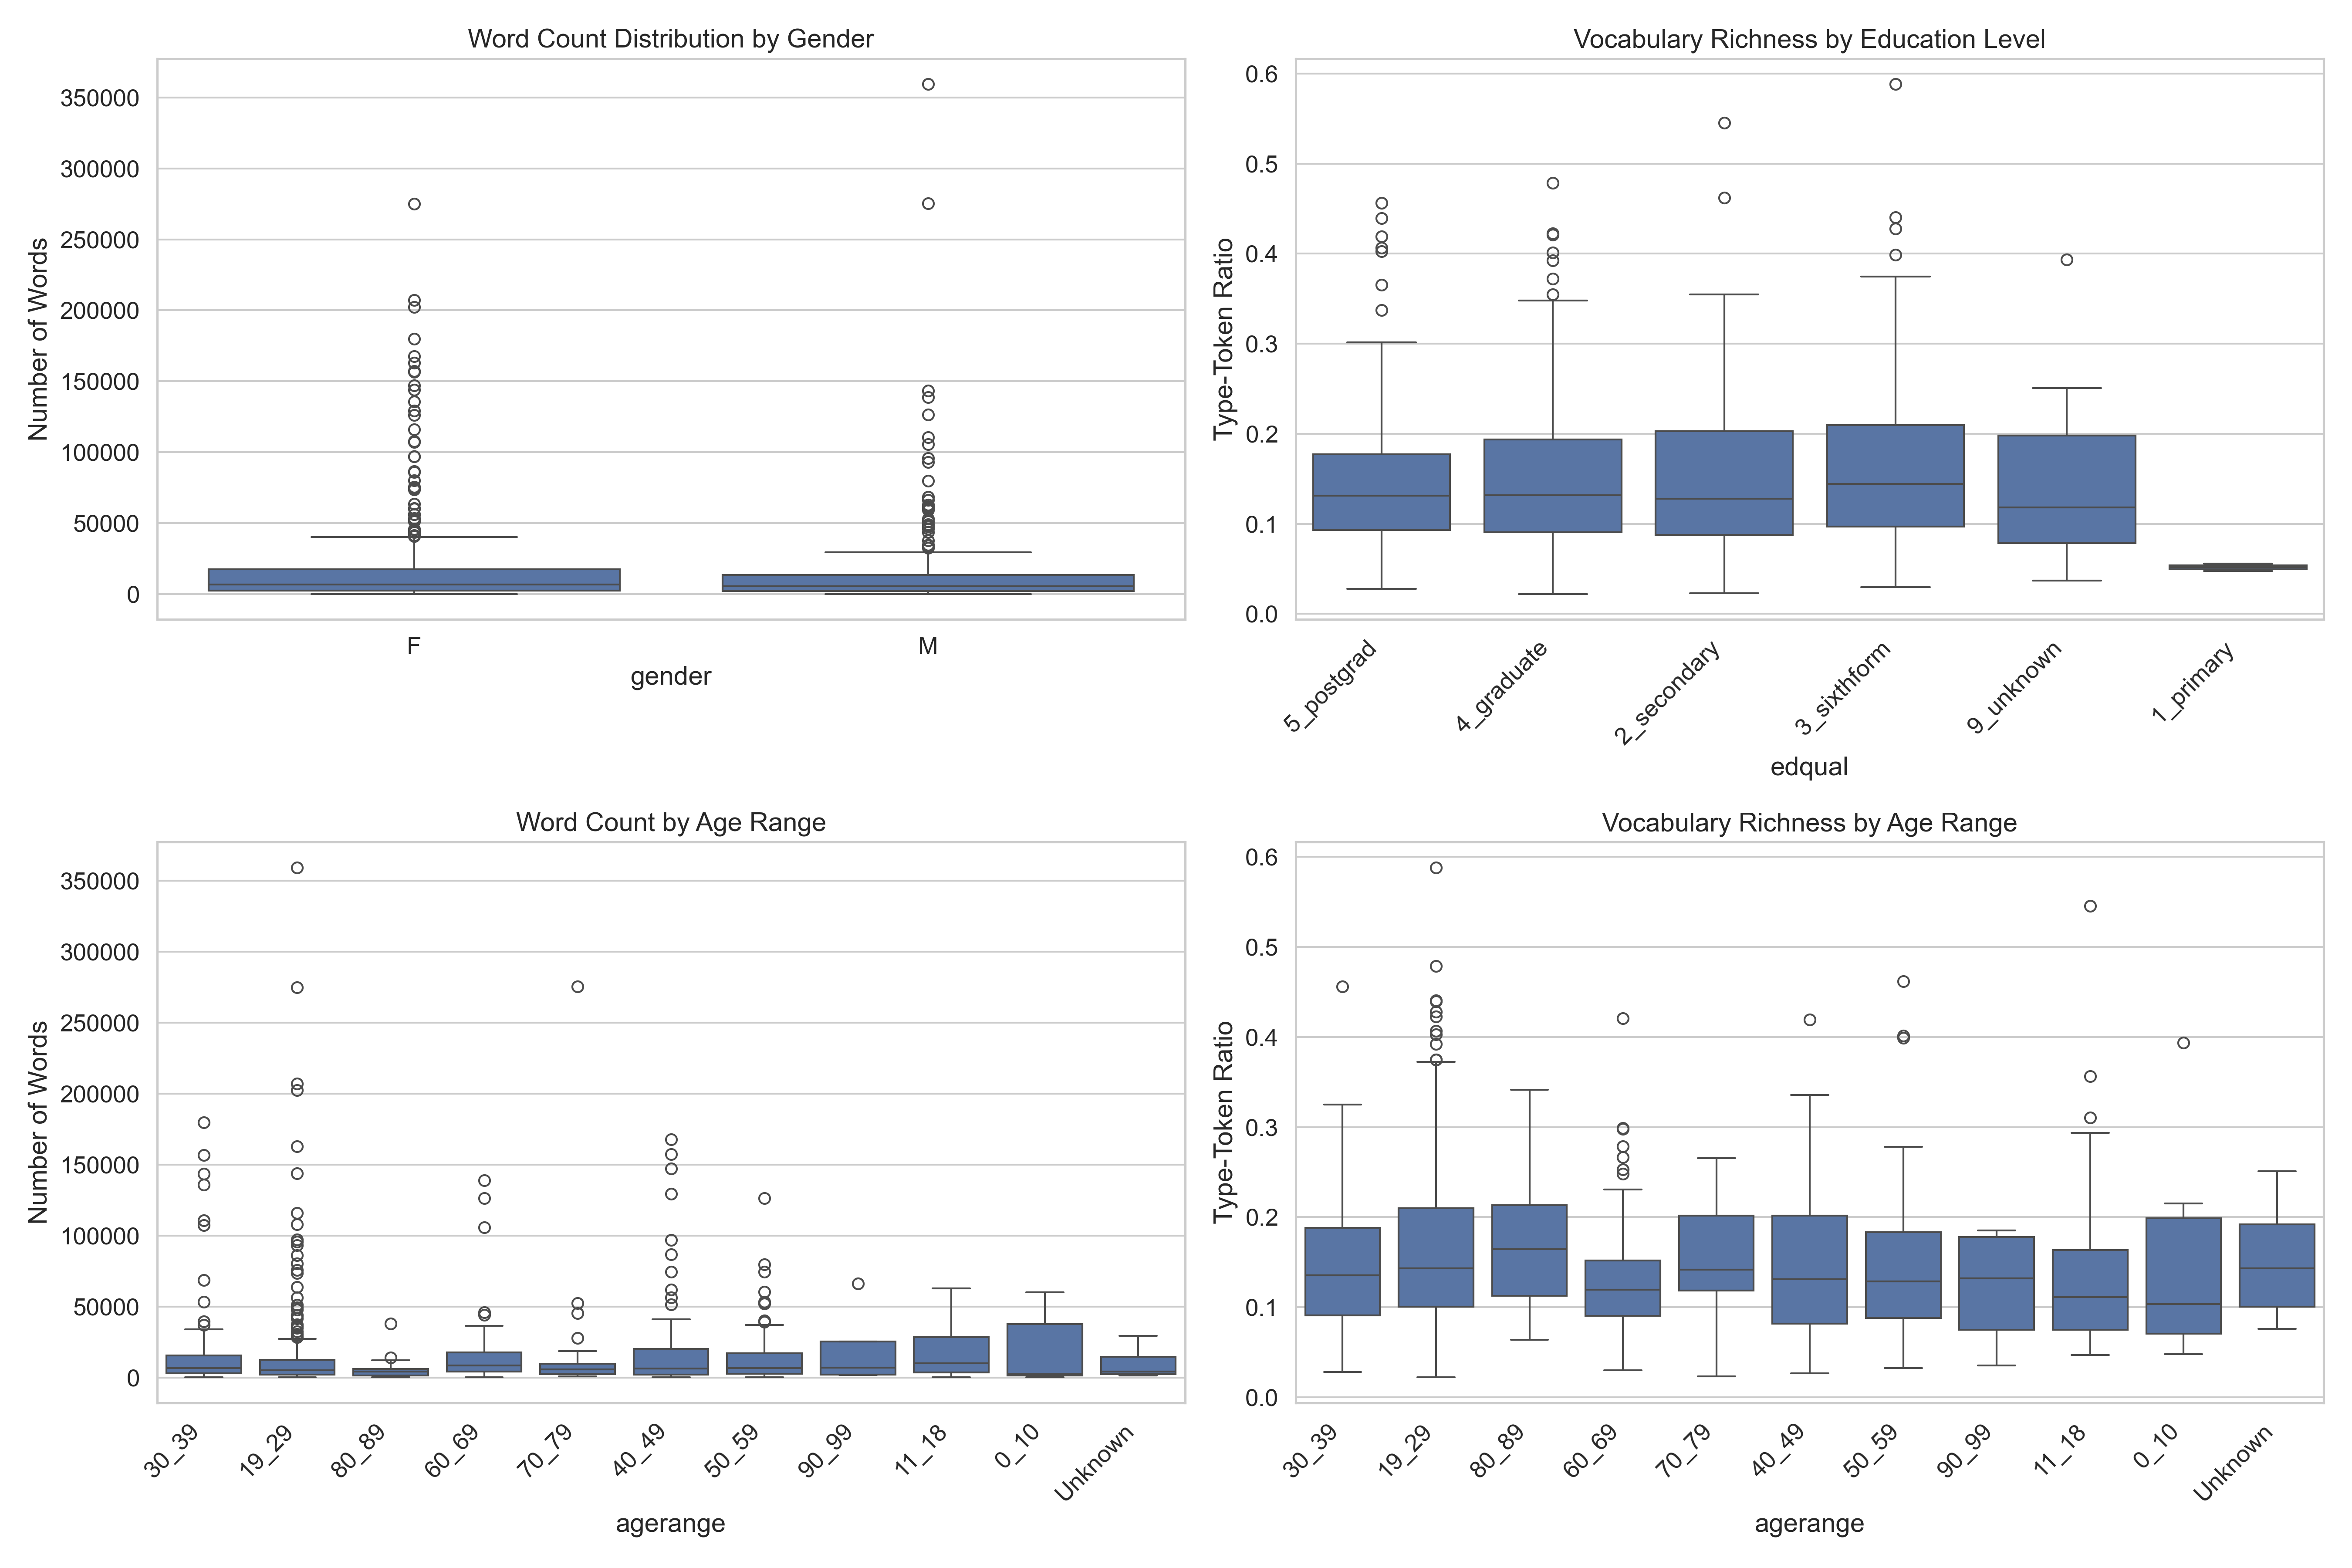 Word Count Distribution by Gender
Number of Words
350000
300000
250000
200000
150000
100000
50000
0
F M
gender
Vocabulary Richness by Education Level
Type-Token Ratio
0.6
0.5
0.4
0.3
0.2
0.1
0.0
5_postgrad 4_graduate 2_secondary 3_sixthform 9_unknown 1_primary
edqual
Word Count by Age Range
Number of Words
350000
300000
250000
200000
150000
100000
50000
0
30_39 19_29 80_89 60_69 70_79 40_49 50_59 90_99 11_18 0_10 Unknown
agerange
Vocabulary Richness by Age Range
Type-Token Ratio
0.6
0.5
0.4
0.3
0.2
0.1
0.0
30_39 19_29 80_89 60_69 70_79 40_49 50_59 90_99 11_18 0_10 Unknown
agerange